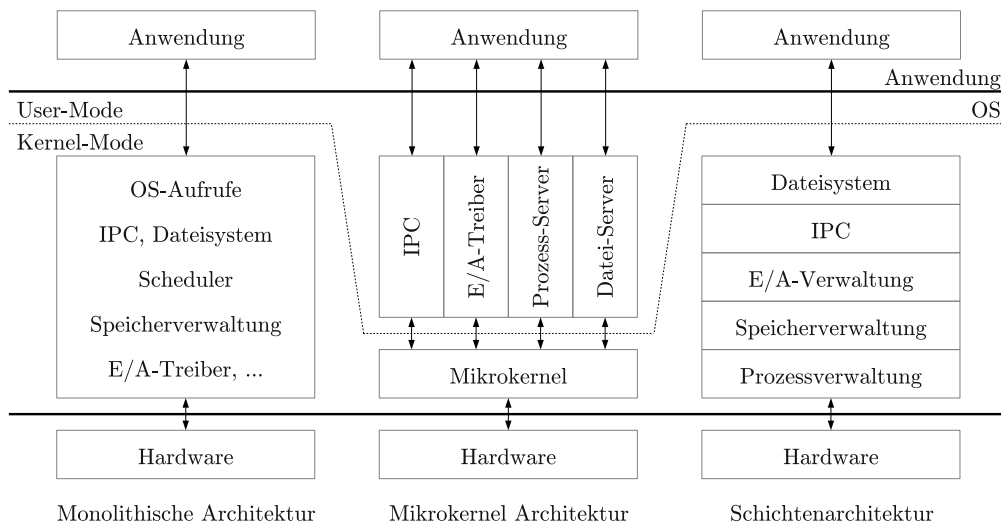 Anwendung
Anwendung
Anwendung
Anwendung
User-Mode
OS
Kernel-Mode
OS-Aufrufe
IPC, Dateisystem
Scheduler
Speicherverwaltung
E/A-Treiber, ...
IPC
E/A-Treiber
Prozess-Server
Datei-Server
Mikrokernel
Dateisystem
IPC
E/A-Verwaltung
Speicherverwaltung
Prozessverwaltung
Hardware
Hardware
Hardware
Monolithische Architektur
Mikrokernel Architektur
Schichtenarchitektur